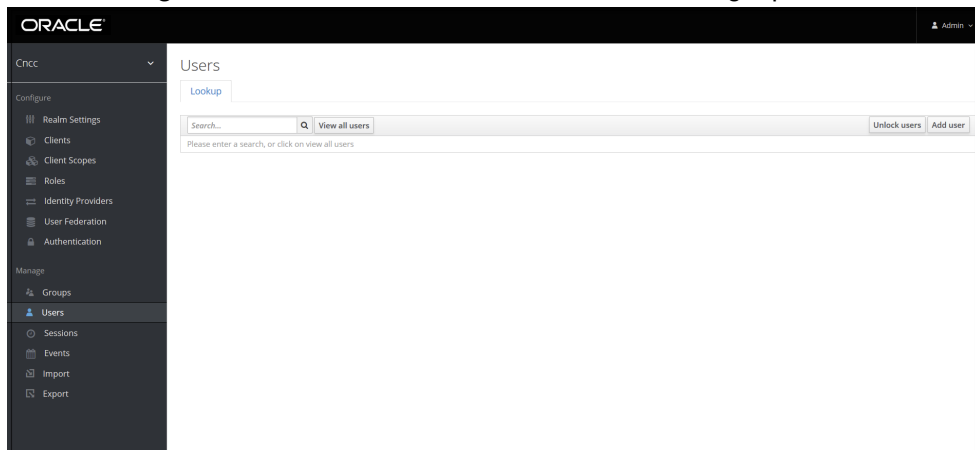 ORACLE
Admin
Cncc
Users
Lookup
Configure
Realm Settings
Search...
View all users
Unlock users
Add user
Please enter a search, or click on view all users
Clients
Client Scopes
Roles
Identity Providers
User Federation
Authentication
Manage
Groups
Users
Sessions
Events
Import
Export